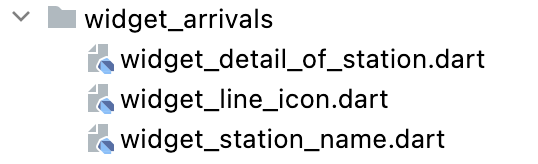 widget_arrivals
widget_detail_of_station.dart
widget_line_icon.dart
widget_station_name.dart